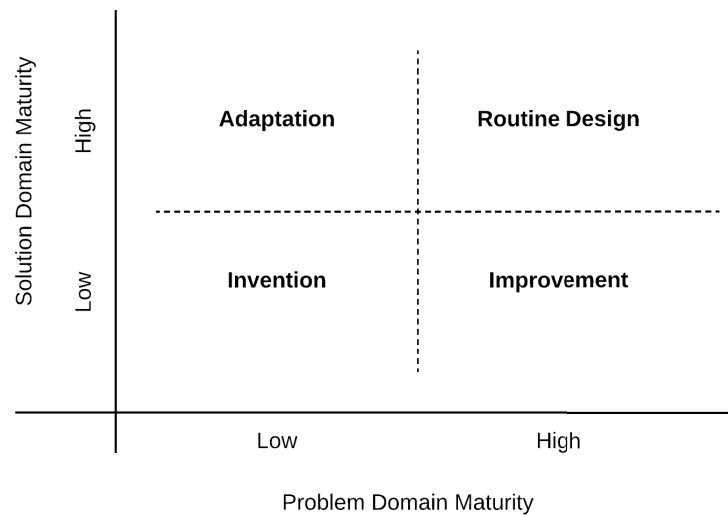 Solution Domain Maturity
High
Low
Adaptation
Routine Design
Invention
Improvement
Low
High
Problem Domain Maturity